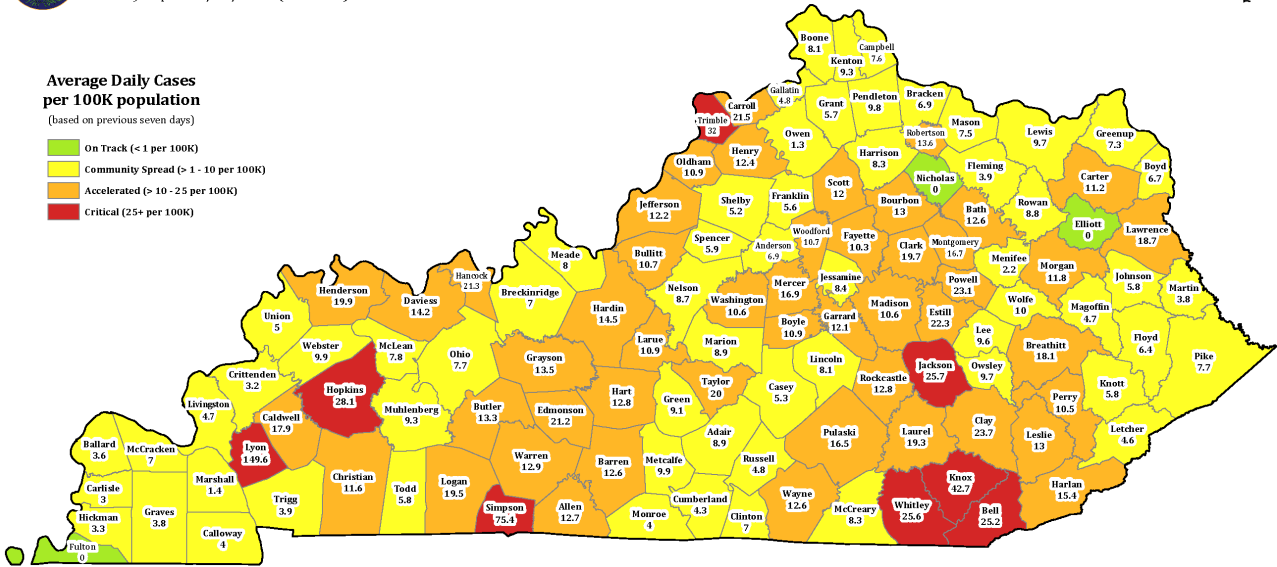 Average Daily Cases
per 100K population
(based on previous seven days)
On Track (< 1 per 100K)
Community Spread (> 1 - 10 per 100K)
Accelerated (> 10 - 25 per 100K)
Critical (25+ per 100K)
Boone
8.1
Kenton
9.3
Campbell
7.6
Gallatin
4.8
Carroll
21.5
Trimble
32
Grant
5.7
Pendleton
9.8
Bracken
6.9
Mason
7.5
Lewis
9.7
Greenup
7.3
Robertson
13.6
Owen
1.3
Henry
12.4
Oldham
10.9
Harrison
8.3
Nicholas
0
Fleming
3.9
Carter
11.2
Boyd
6.7
Jefferson
12.2
Shelby
5.2
Franklin
5.6
Scott
12
Bourbon
13
Bath
12.6
Rowan
8.8
Elliott
0
Lawrence
18.7
Spencer
5.9
Anderson
6.9
Woodford
10.7
Fayette
10.3
Clark
19.7
Montgomery
16.7
Menifee
2.2
Morgan
11.8
Johnson
5.8
Martin
3.8
Meade
8
Bullitt
10.7
Nelson
8.7
Washington
10.6
Mercer
16.9
Jessamine
8.4
Madison
10.6
Powell
23.1
Estill
22.3
Wolfe
10
Magoffin
4.7
Hancock
21.3
Breckinridge
7
Henderson
19.9
Daviess
14.2
Hardin
14.5
Boyle
10.9
Garrard
12.1
Lee
9.6
Floyd
6.4
Pike
7.7
Union
5
Webster
9.9
McLean
7.8
Ohio
7.7
Grayson
13.5
Larue
10.9
Marion
8.9
Lincoln
8.1
Rockcastle
12.8
Jackson
25.7
Owsley
9.7
Breathitt
18.1
Knott
5.8
Crittenden
3.2
Hopkins
28.1
Muhlenberg
9.3
Butler
13.3
Edmonson
21.2
Hart
12.8
Green
9.1
Taylor
20
Casey
5.3
Perry
10.5
Livingston
4.7
Caldwell
17.9
Lyon
149.6
Warren
12.9
Barren
12.6
Metcalfe
9.9
Adair
8.9
Russell
4.8
Pulaski
16.5
Laurel
19.3
Clay
23.7
Leslie
13
Letcher
4.6
Ballard
3.6
McCracken
7
Marshall
1.4
Trigg
3.9
Christian
11.6
Todd
5.8
Logan
19.5
Simpson
75.4
Allen
12.7
Monroe
4
Cumberland
4.3
Clinton
7
Wayne
12.6
McCreary
8.3
Whitley
25.6
Knox
42.7
Bell
25.2
Harlan
15.4
Carlisle
3
Hickman
3.3
Graves
3.8
Calloway
4
Fulton
0